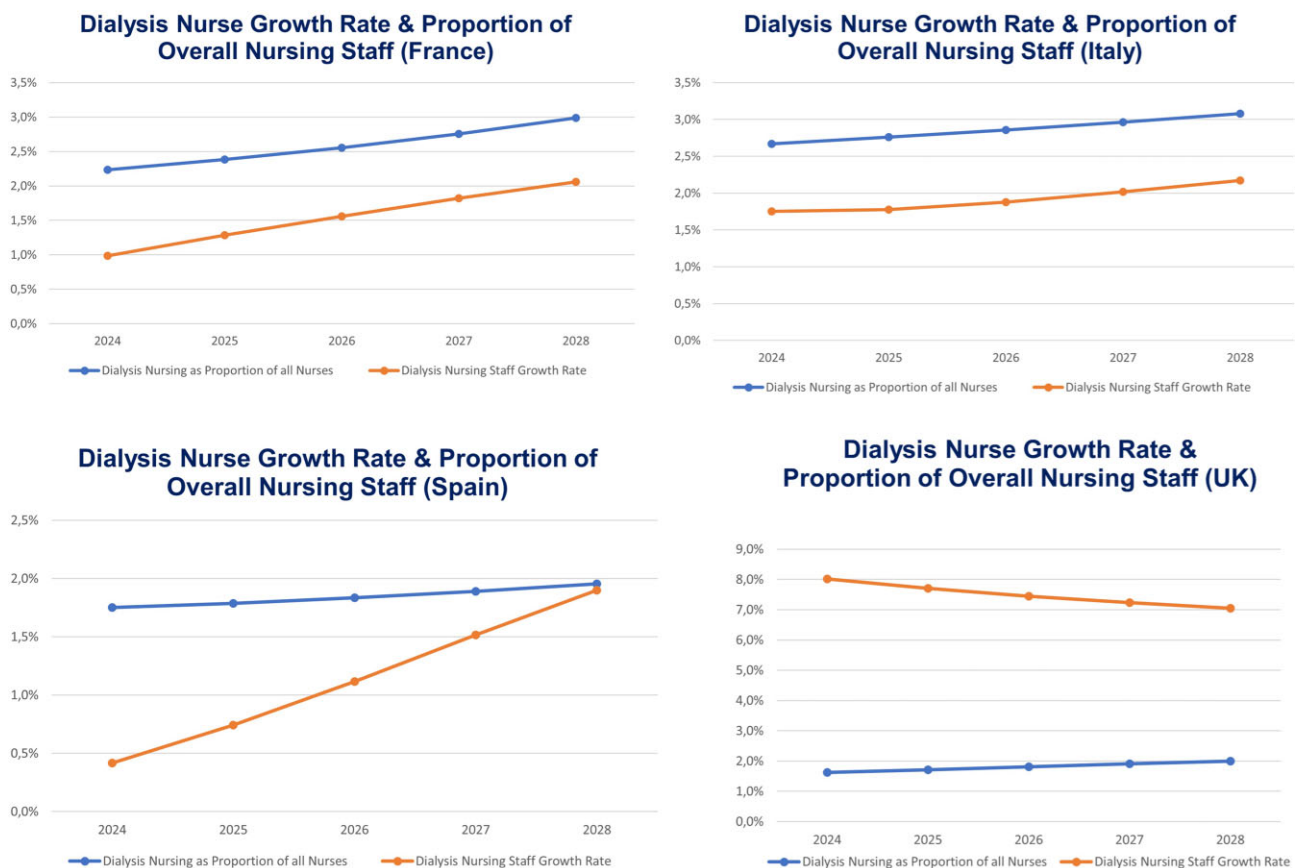 Dialysis Nurse Growth Rate & Proportion of
Overall Nursing Staff (France)
3,5%
3,0%
2,5%
2,0%
1,5%
1,0%
0,5%
0,0%
2024 2025 2026 2027 2028
Dialysis Nursing as Proportion of all Nurses Dialysis Nursing Staff Growth Rate
Dialysis Nurse Growth Rate & Proportion of
Overall Nursing Staff (Italy)
3,5%
3,0%
2,5%
2,0%
1,5%
1,0%
0,5%
0,0%
2024 2025 2026 2027 2028
Dialysis Nursing as Proportion of all Nurses Dialysis Nursing Staff Growth Rate
Dialysis Nurse Growth Rate & Proportion of
Overall Nursing Staff (Spain)
2,5%
2,0%
1,5%
1,0%
0,5%
0,0%
2024 2025 2026 2027 2028
Dialysis Nursing as Proportion of all Nurses Dialysis Nursing Staff Growth Rate
Dialysis Nurse Growth Rate &
Proportion of Overall Nursing Staff (UK)
9,0%
8,0%
7,0%
6,0%
5,0%
4,0%
3,0%
2,0%
1,0%
0,0%
2024 2025 2026 2027 2028
Dialysis Nursing as Proportion of all Nurses Dialysis Nursing Staff Growth Rate